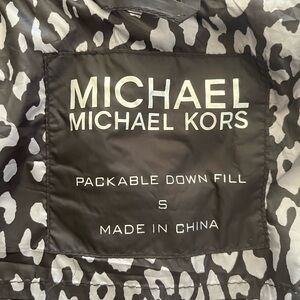 MICHAEL
MICHAEL KORS
PACKABLE DOWN FILL
S
MADE IN CHINA